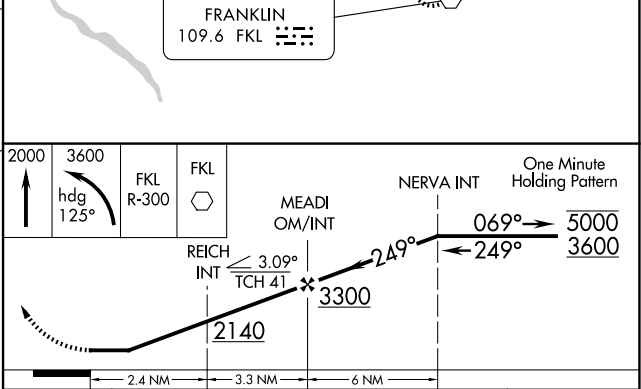 FRANKLIN
109.6 FKL
2000
3600
hdg
125°
FKL
R-300
FKL
One Minute
Holding Pattern
NERVA INT
MEADI
OM/INT
069° 5000
249° 3600
249°
REICH
INT
3.09°
TCH 41
3300
2140
2.4 NM 3.3 NM 6 NM